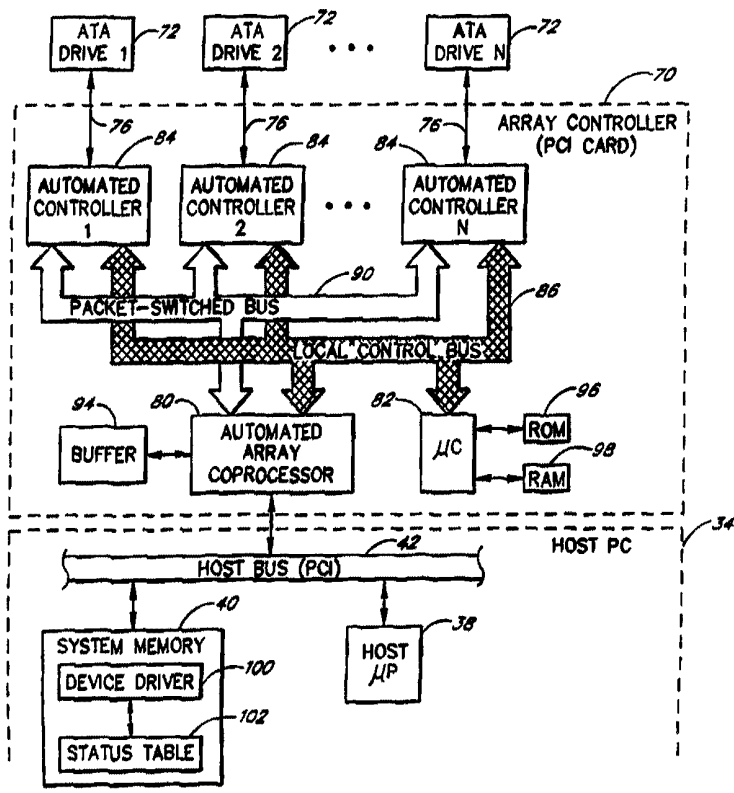 ATA
DRIVE 1
72
ATA
DRIVE 2
72
ATA
DRIVE N
72
70
76
84
76
84
76
84
ARRAY CONTROLLER
(PCI CARD)
AUTOMATED
CONTROLLER
1
AUTOMATED
CONTROLLER
2
AUTOMATED
CONTROLLER
N
90
86
PACKET-SWITCHED BUS
LOCAL CONTROL BUS
94
80
82
96
BUFFER
AUTOMATED
ARRAY
COPROCESSOR
μC
ROM
98
RAM
34
42
HOST PC
HOST BUS (PCI)
40
38
SYSTEM MEMORY
100
DEVICE DRIVER
HOST
μP
102
STATUS TABLE